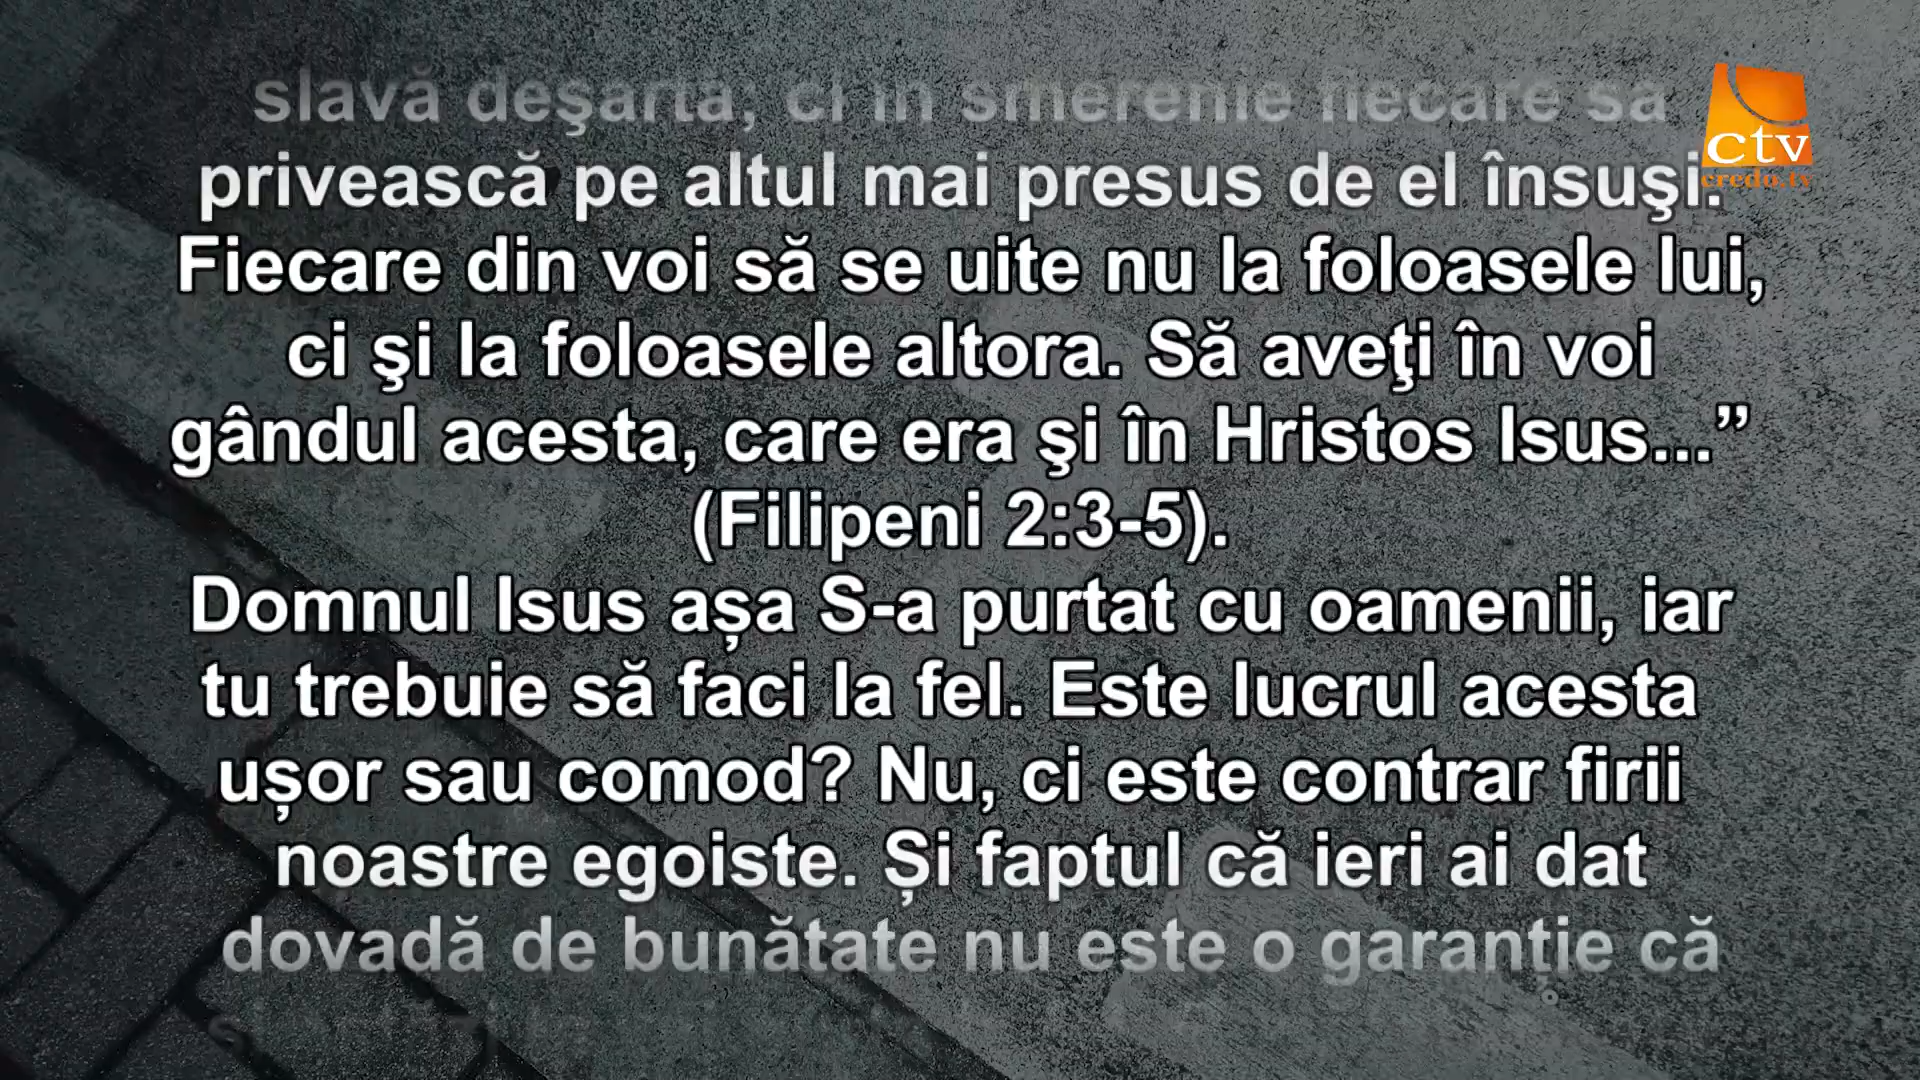 slavă deşartă; ci în smerenie fiecare să
privească pe altul mai presus de el însuşi.
Fiecare din voi să se uite nu la foloasele lui,
ci şi la foloasele altora. Să aveţi în voi
gândul acesta, care era şi în Hristos Isus...”
(Filipeni 2:3-5).
Domnul Isus așa S-a purtat cu oamenii, iar
tu trebuie să faci la fel. Este lucrul acesta
ușor sau comod? Nu, ci este contrar firii
noastre egoiste. Și faptul că ieri ai dat
dovadă de bunătate nu este o garanție că
ctv
credo.tv